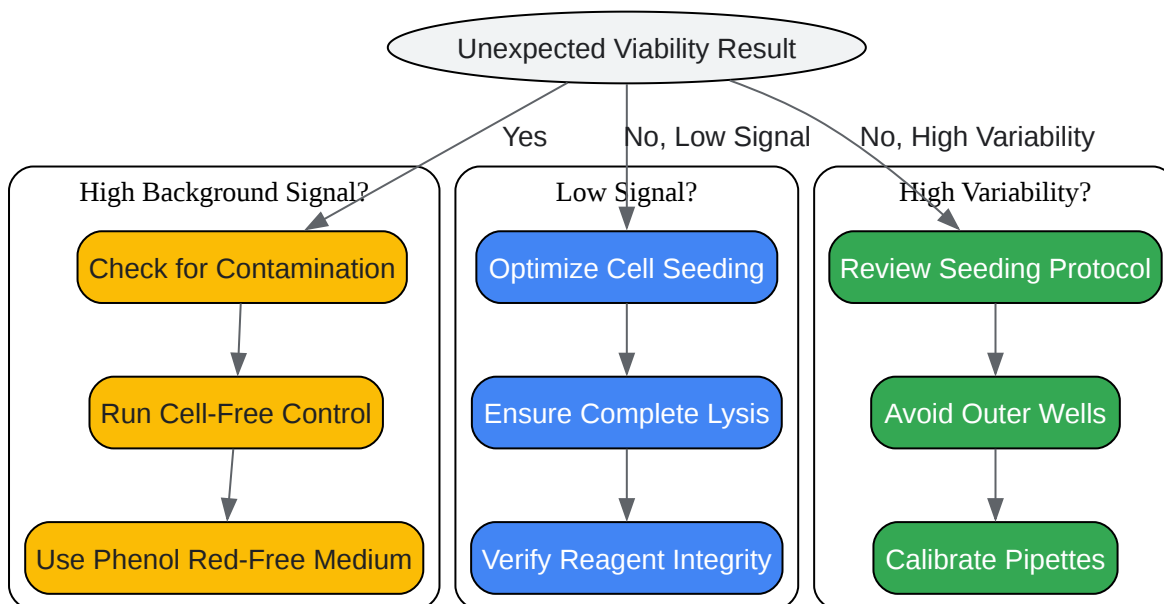 Unexpected Viability Result
Yes
No, Low Signal
No, High Variability
High Background Signal?
Check for Contamination
Run Cell-Free Control
Use Phenol Red-Free Medium
Low Signal?
Optimize Cell Seeding
Ensure Complete Lysis
Verify Reagent Integrity
High Variability?
Review Seeding Protocol
Avoid Outer Wells
Calibrate Pipettes